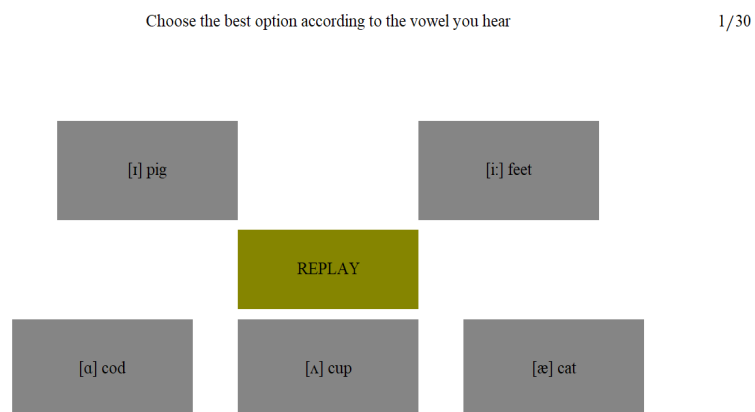 Choose the best option according to the vowel you hear 1/30
[ɪ] pig [i:] feet
REPLAY
[ɑ] cod [ʌ] cup [æ] cat